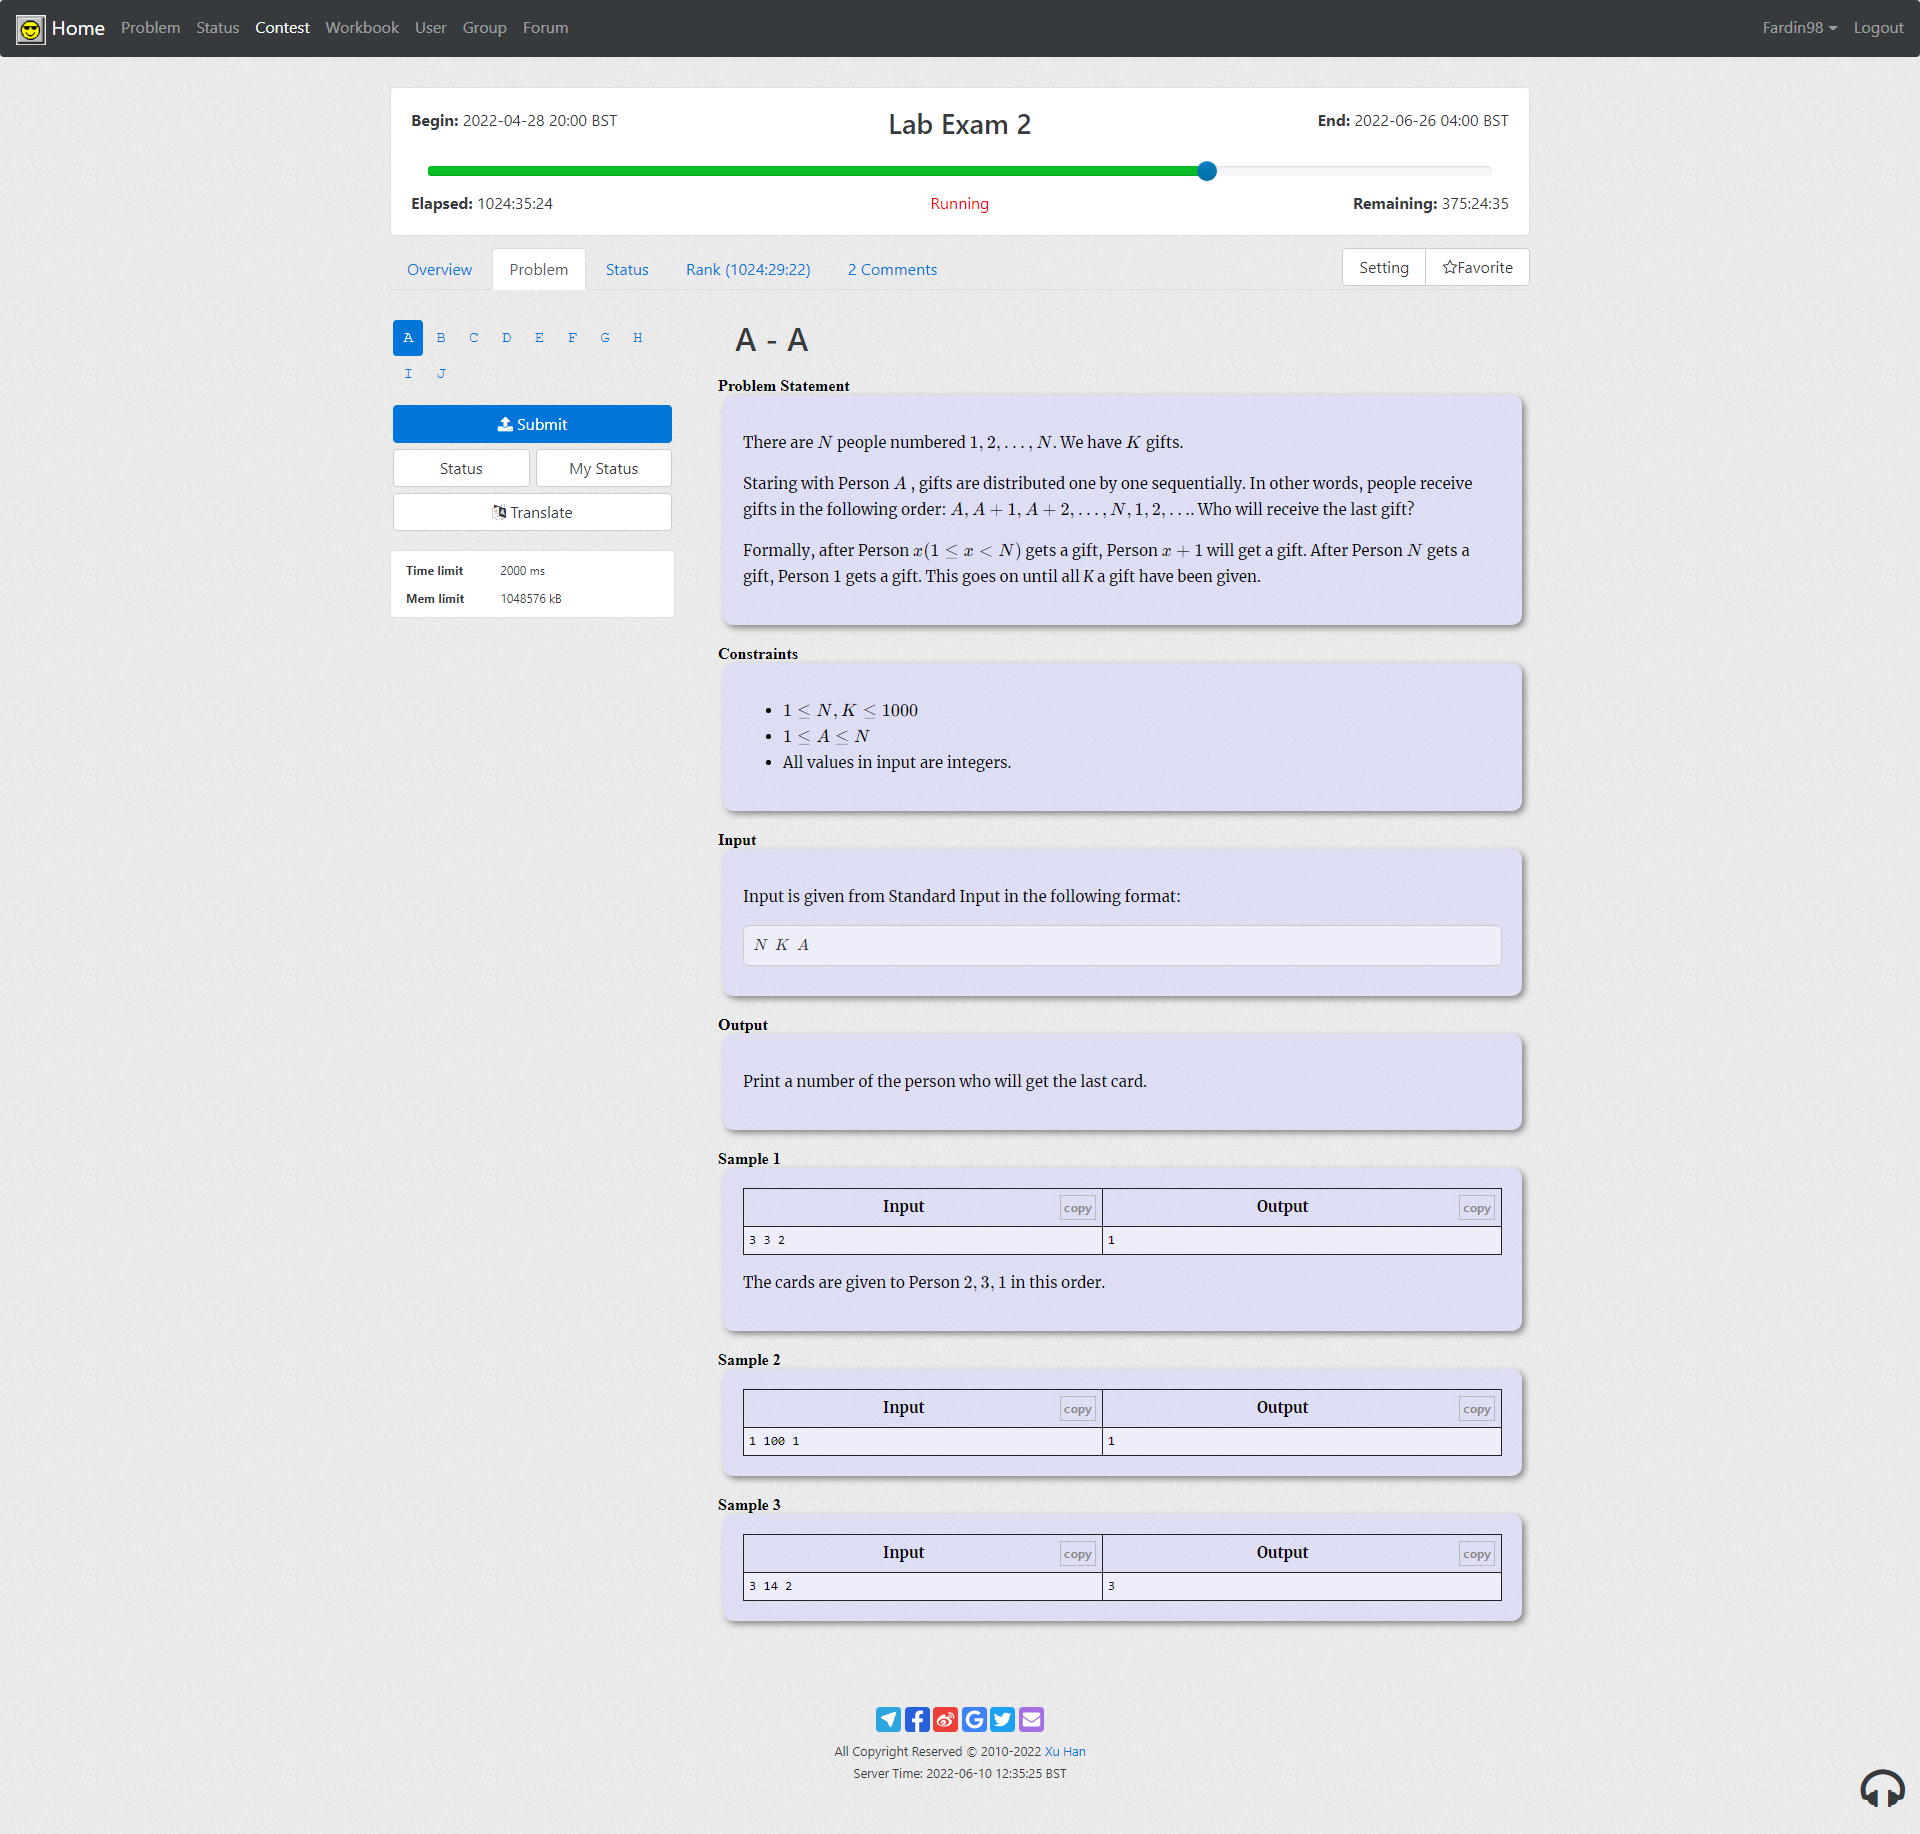 Home Problem Status Contest Workbook User Group Forum Fardin98 Logout
Begin: 2022-04-28 20:00 BST
Lab Exam 2
End: 2022-06-26 04:00 BST
Elapsed: 1024:35:24
Running
Remaining: 375:24:35
Overview Problem Status Rank (1024:29:22) 2 Comments Setting Favorite
A B C D E F G H
I J
Submit
Status My Status
Translate
Time limit 2000 ms
Mem limit 1048576 kB
A - A
Problem Statement
There are N people numbered 1, 2, . . . , N. We have K gifts.
Staring with Person A , gifts are distributed one by one sequentially. In other words, people receive
gifts in the following order: A, A + 1, A + 2, . . . , N, 1, 2, . . .. Who will receive the last gift?
Formally, after Person x(1 ≤ x < N) gets a gift, Person x + 1 will get a gift. After Person N gets a
gift, Person 1 gets a gift. This goes on until all K a gift have been given.
Constraints
• 1 ≤ N, K ≤ 1000
• 1 ≤ A ≤ N
• All values in input are integers.
Input
Input is given from Standard Input in the following format:
N K A
Output
Print a number of the person who will get the last card.
Sample 1
Input copy Output copy
3 3 2 1
The cards are given to Person 2, 3, 1 in this order.
Sample 2
Input copy Output copy
1 100 1 1
Sample 3
Input copy Output copy
3 14 2 3
All Copyright Reserved © 2010-2022 Xu Han
Server Time: 2022-06-10 12:35:25 BST